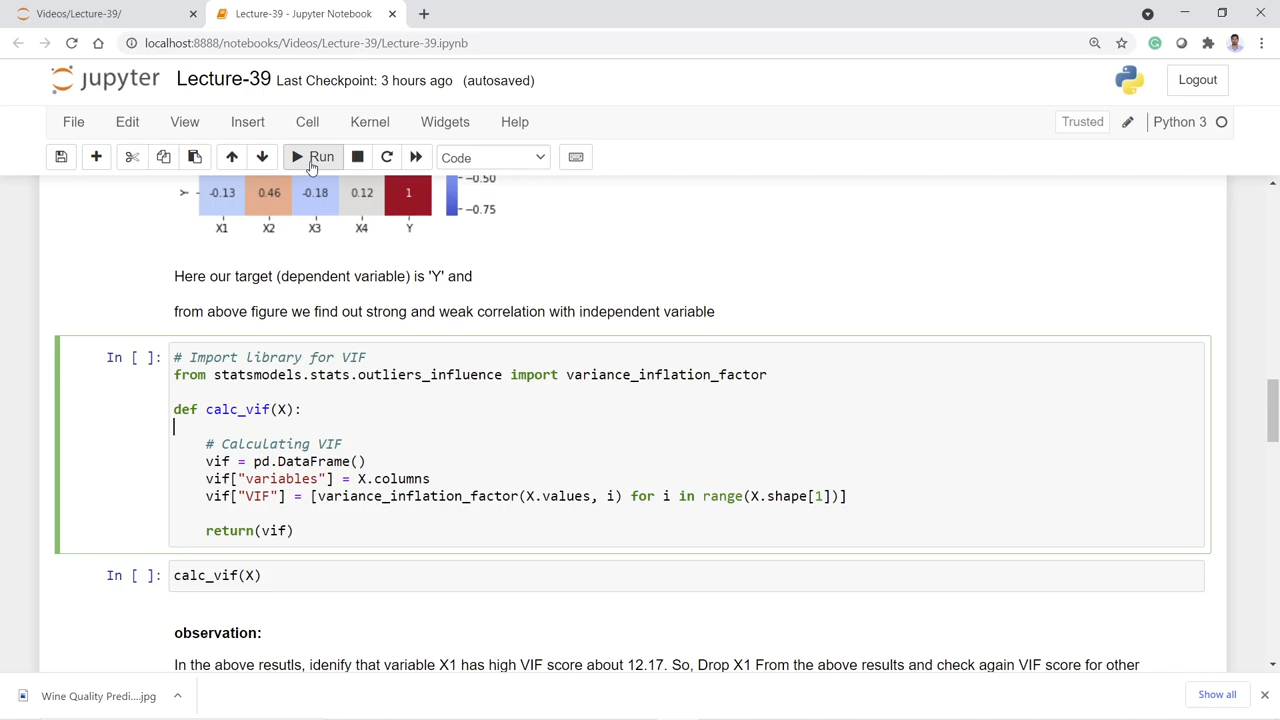 Videos/Lecture-39/
Lecture-39 - Jupyter Notebook
localhost:8888/notebooks/Videos/Lecture-39/Lecture-39.ipynb
jupyter Lecture-39 Last Checkpoint: 3 hours ago (autosaved)
Logout
File Edit View Insert Cell Kernel Widgets Help
Trusted
Python 3
Run
Code
Y -0.13 0.46 -0.18 0.12 1
-0.50
-0.75
X1 X2 X3 X4 Y
Here our target (dependent variable) is 'Y' and
from above figure we find out strong and weak correlation with independent variable
In [ ]: # Import library for VIF
from statsmodels.stats.outliers_influence import variance_inflation_factor
def calc_vif(X):
# Calculating VIF
vif = pd.DataFrame()
vif["variables"] = X.columns
vif["VIF"] = [variance_inflation_factor(X.values, i) for i in range(X.shape[1])]
return(vif)
In [ ]: calc_vif(X)
observation:
In the above resutls, idenify that variable X1 has high VIF score about 12.17. So, Drop X1 From the above results and check again VIF score for other
Wine Quality Predi....jpg
Show all